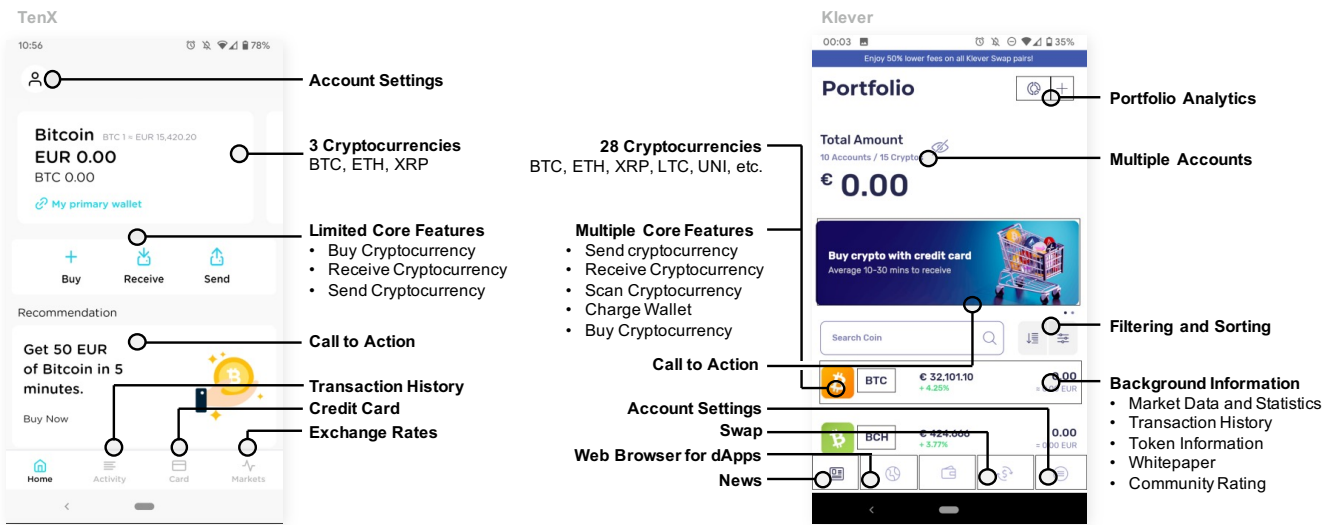 TenX
10:56
78%
Bitcoin BTC 1 ≈ EUR 15,420.20
EUR 0.00
BTC 0.00
My primary wallet
Buy Receive Send
Recommendation
Get 50 EUR
of Bitcoin in 5
minutes.
Buy Now
Home Activity Card Markets
Account Settings
3 Cryptocurrencies
BTC, ETH, XRP
Limited Core Features
• Buy Cryptocurrency
• Receive Cryptocurrency
• Send Cryptocurrency
Call to Action
Transaction History
Credit Card
Exchange Rates
28 Cryptocurrencies
BTC, ETH, XRP, LTC, UNI, etc.
Multiple Core Features
• Send cryptocurrency
• Receive Cryptocurrency
• Scan Cryptocurrency
• Charge Wallet
• Buy Cryptocurrency
Call to Action
Account Settings
Swap
Web Browser for dApps
News
Klever
00:03
35%
Enjoy 50% lower fees on all Klever Swap pairs!
Portfolio
Total Amount
10 Accounts / 15 Crypto
€ 0.00
Buy crypto with credit card
Average 10-30 mins to receive
Search Coin
BTC € 32,101.10 0.00
+ 4.25% = 0.00 EUR
BCH € 424.666 0.00
+ 3.77% = 0.00 EUR
Portfolio Analytics
Multiple Accounts
Filtering and Sorting
Background Information
• Market Data and Statistics
• Transaction History
• Token Information
• Whitepaper
• Community Rating